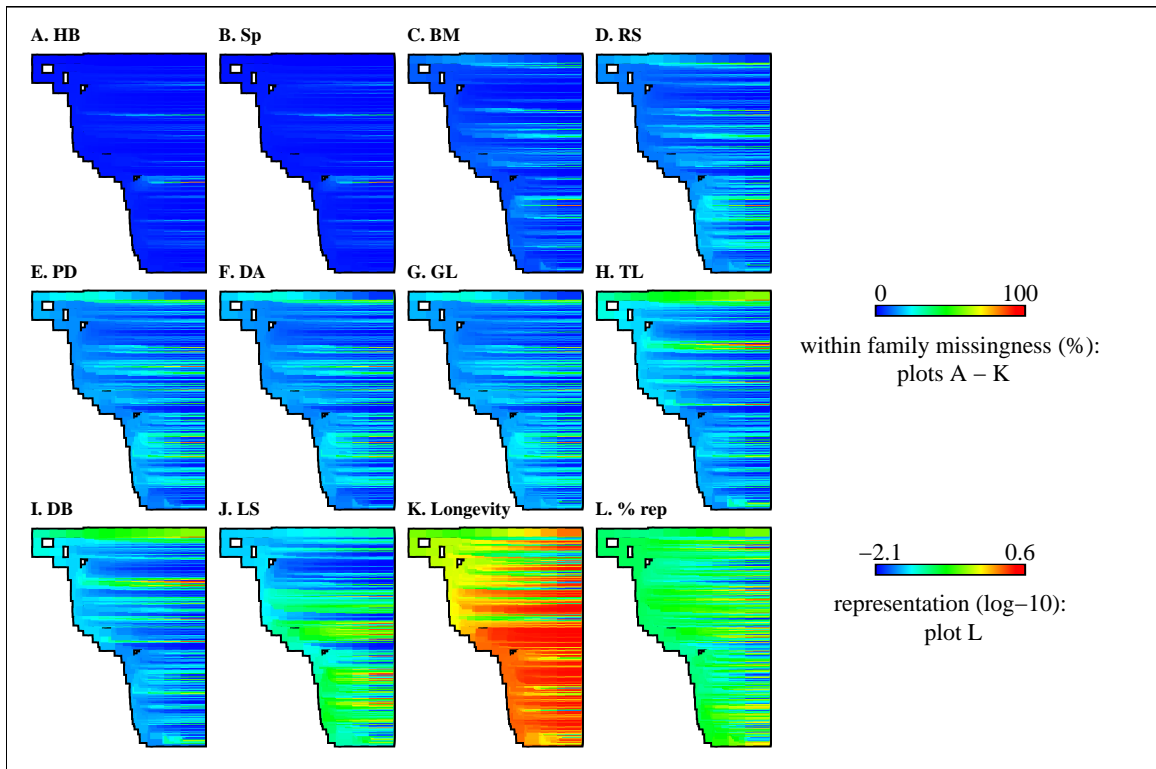 A. HB
B. Sp
C. BM
D. RS
E. PD
F. DA
G. GL
H. TL
0 100
within family missingness (%):
plots A − K
I. DB
J. LS
K. Longevity
L. % rep
−2.1 0.6
representation (log−10):
plot L